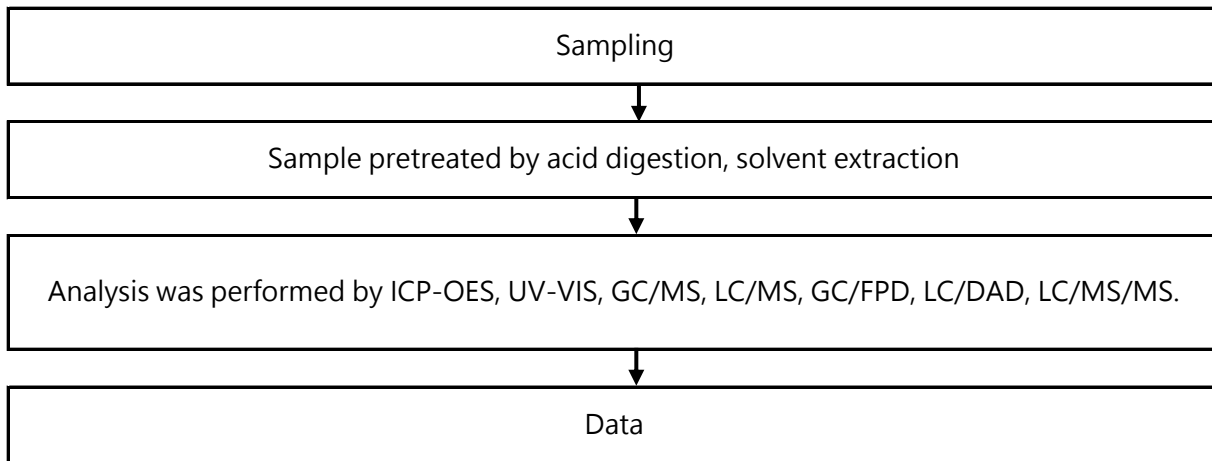 Sampling
Sample pretreated by acid digestion, solvent extraction
Analysis was performed by ICP-OES, UV-VIS, GC/MS, LC/MS, GC/FPD, LC/DAD, LC/MS/MS.
Data